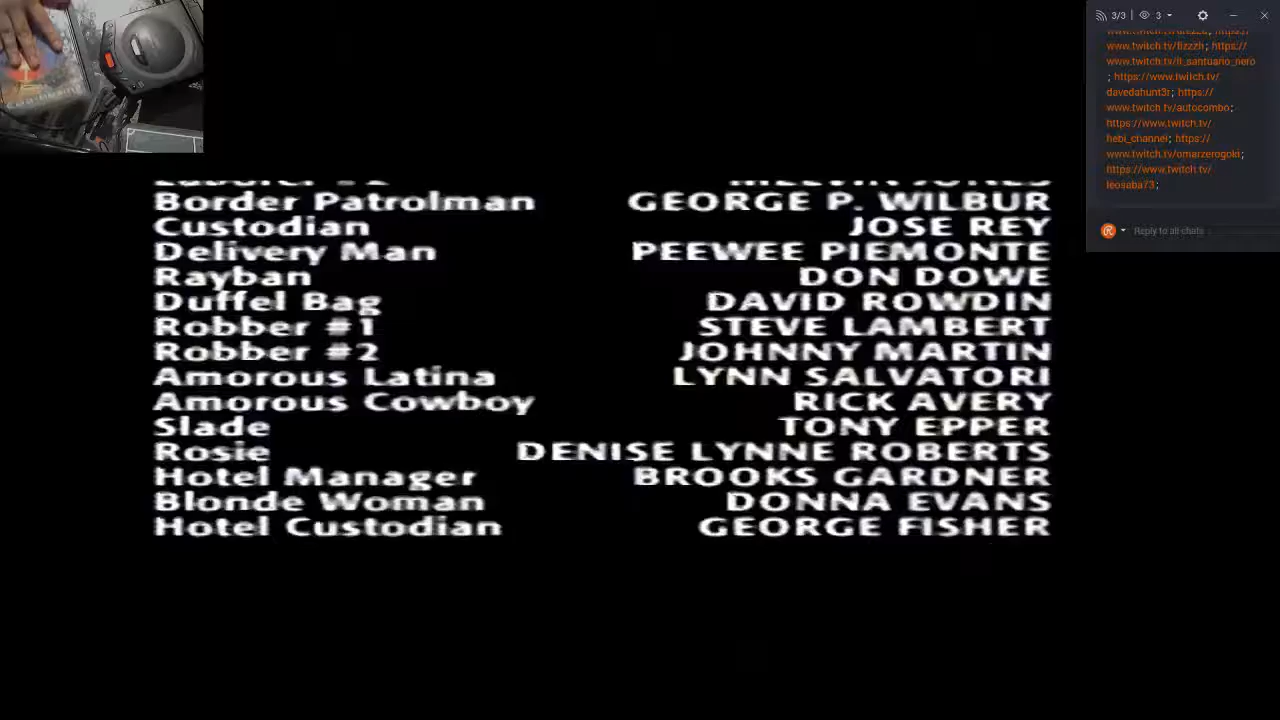 3/3 3
www.twitch.tv/fizzzh; https://
www.twitch.tv/il_santuario_nero
; https://www.twitch.tv/
davedahunt3r; https://
www.twitch.tv/autocombo;
https://www.twitch.tv/
hebi_channel; https://
www.twitch.tv/omarzerogoki;
https://www.twitch.tv/
leosaba73;
Reply to all chats
Border Patrolman GEORGE P. WILBUR
Custodian JOSE REY
Delivery Man PEEWEE PIEMONTE
Rayban DON DOWE
Duffel Bag DAVID ROWDIN
Robber #1 STEVE LAMBERT
Robber #2 JOHNNY MARTIN
Amorous Latina LYNN SALVATORI
Amorous Cowboy RICK AVERY
Slade TONY EPPER
Rosie DENISE LYNNE ROBERTS
Hotel Manager BROOKS GARDNER
Blonde Woman DONNA EVANS
Hotel Custodian GEORGE FISHER